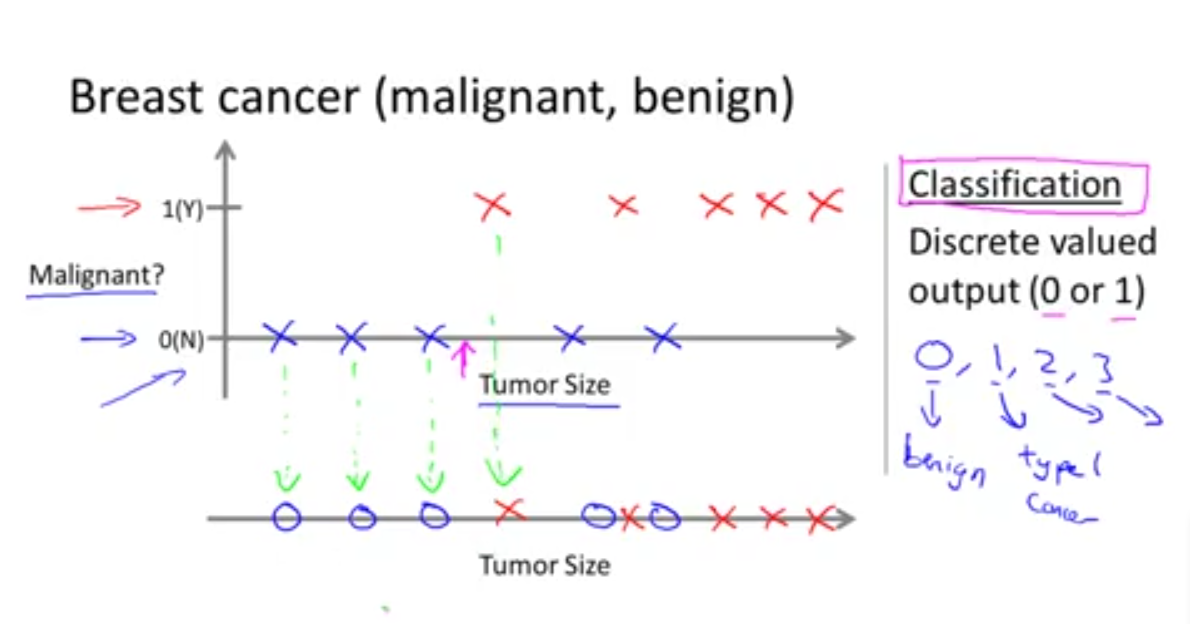 Breast cancer (malignant, benign)
1(Y)
Malignant?
0(N)
Tumor Size
Tumor Size
Classification
Discrete valued
output (0 or 1)
0, 1, 2, 3
benign
type 1
cancer